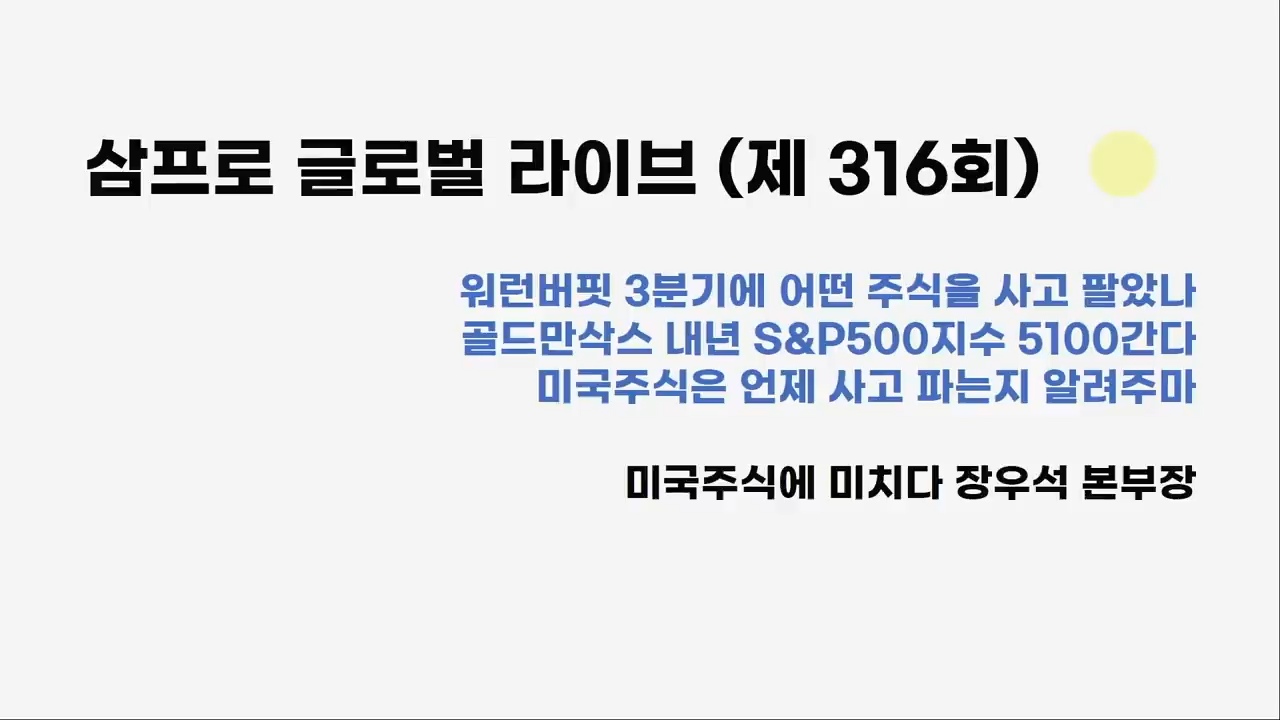 삼프로 글로벌 라이브 (제 316회)
워런버핏 3분기에 어떤 주식을 사고 팔았나
골드만삭스 내년 S&P500지수 5100간다
미국주식은 언제 사고 파는지 알려주마
미국주식에 미치다 장우석 본부장